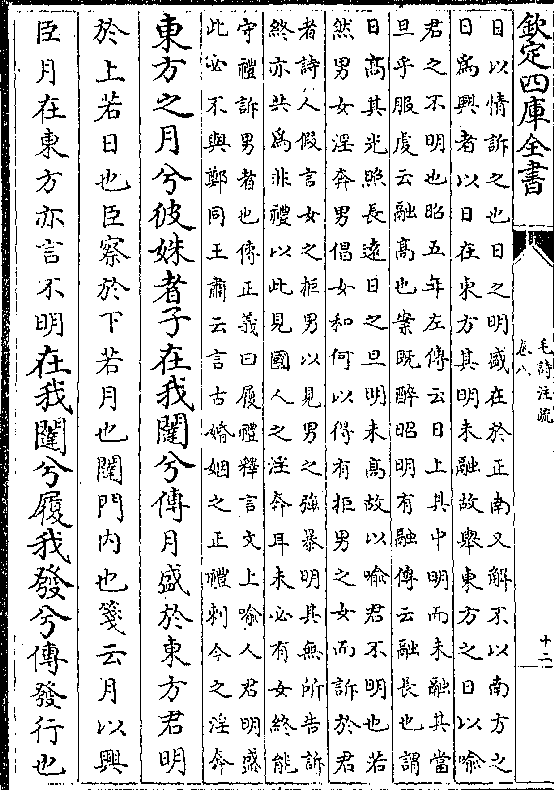 欽定四庫全書
毛詩注疏
卷八
十二
日以情訴之也日之明盛在於正南又解不以南方之
日為興者以日在東方其明未融故舉東方之日以喻
君之不明也昭五年左傳云日上其中明而未融其當
旦乎服虔云融高也案既醉昭明有融傳云融長也謂
日高其光照長遠日之旦明未高故以喻君不明也若
然男女淫奔男倡女和何以得有拒男之女而訴於君
者詩人假言女之拒男以見男之強暴明其無所告訴
終亦共為非禮以此見國人之淫奔耳未必有女終能
守禮訴男者也傳正義曰履禮釋言文上喻人君明盛
此必不與鄭同王肅云言古婚姻之正禮刺今之淫奔
東方之月兮彼姝者子在我闥兮傳月盛於東方君明
於上若日也臣察於下若月也闥門內也箋云月以興
臣月在東方亦言不明在我闥兮履我發兮傳發行也